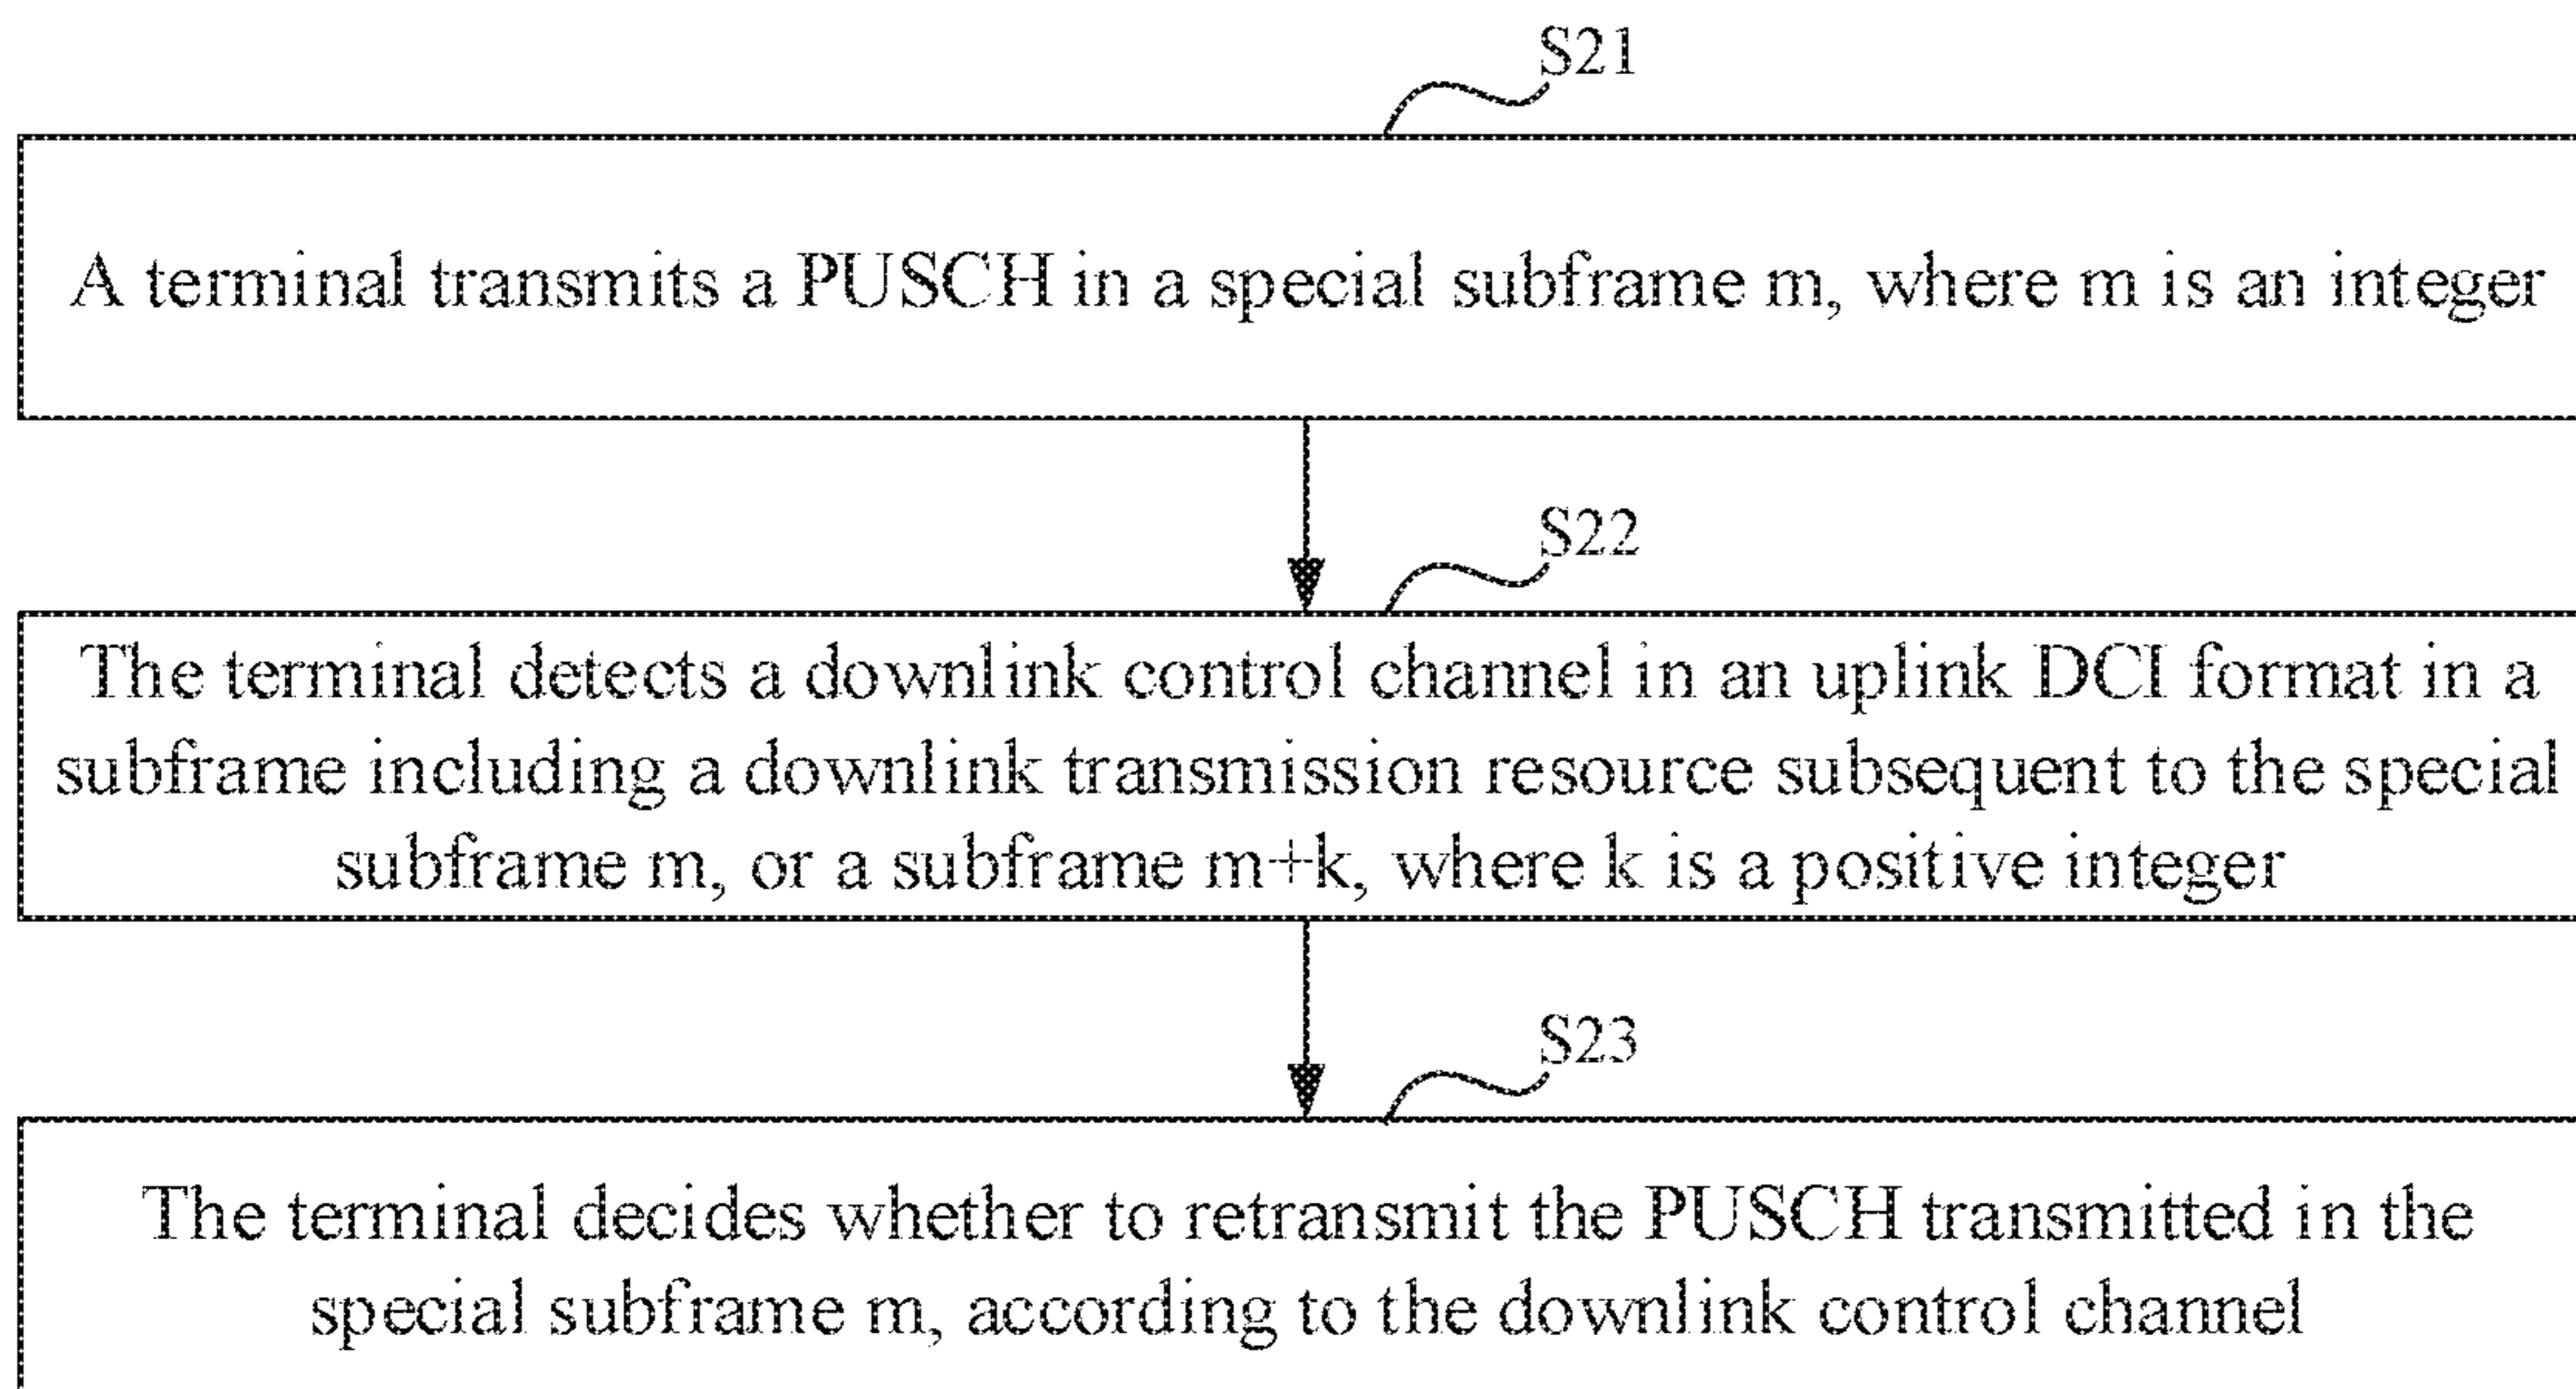 S21
A terminal transmits a PUSCH in a special subframe m, where m is an integer
S22
The terminal detects a downlink control channel in an uplink DCI format in a
subframe including a downlink transmission resource subsequent to the special
subframe m, or a subframe m+k, where k is a positive integer
S23
The terminal decides whether to retransmit the PUSCH transmitted in the
special subframe m, according to the downlink control channel